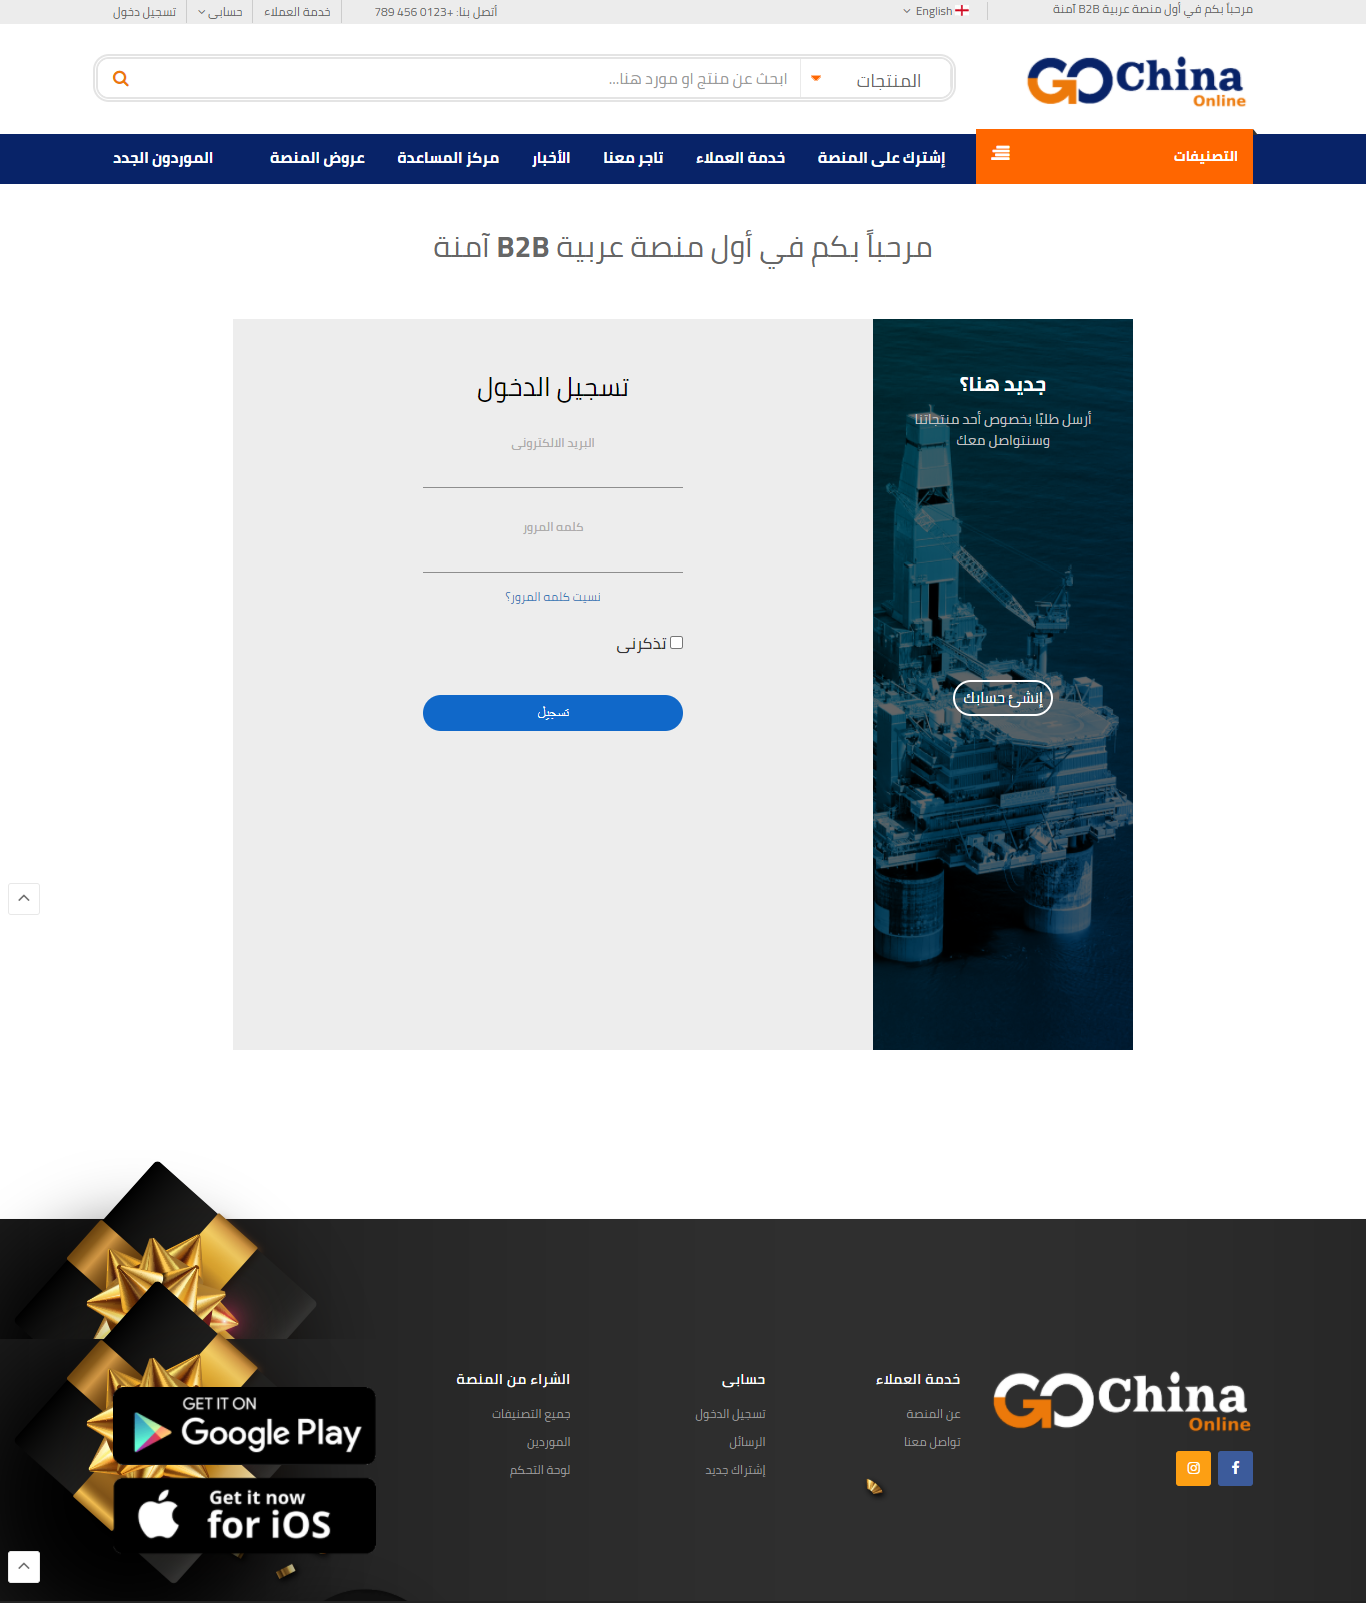 مرحباً بكم في أول منصة عربية B2B آمنة
English
أتصل بنا: +0123 456 789
خدمة العملاء
حسابى
تسجيل دخول
GO China
Online
المنتجات
ابحث عن منتج او مورد هنا...
التصنيفات
إشترك على المنصة
خدمة العملاء
تاجر معنا
الأخبار
مركز المساعدة
عروض المنصة
الموردون الجدد
مرحباً بكم في أول منصة عربية B2B آمنة
جديد هنا؟
أرسل طلبًا بخصوص أحد منتجاتنا
وسنتواصل معك
إنشئ حسابك
تسجيل الدخول
البريد الالكترونى
كلمه المرور
نسيت كلمه المرور؟
تذكرنى
تسجيل
GO China
Online
خدمة العملاء
عن المنصة
تواصل معنا
حسابى
تسجيل الدخول
الرسائل
إشتراك جديد
الشراء من المنصة
جميع التصنيفات
الموردين
لوحة التحكم
GET IT ON
Google Play
Get it now
for iOS